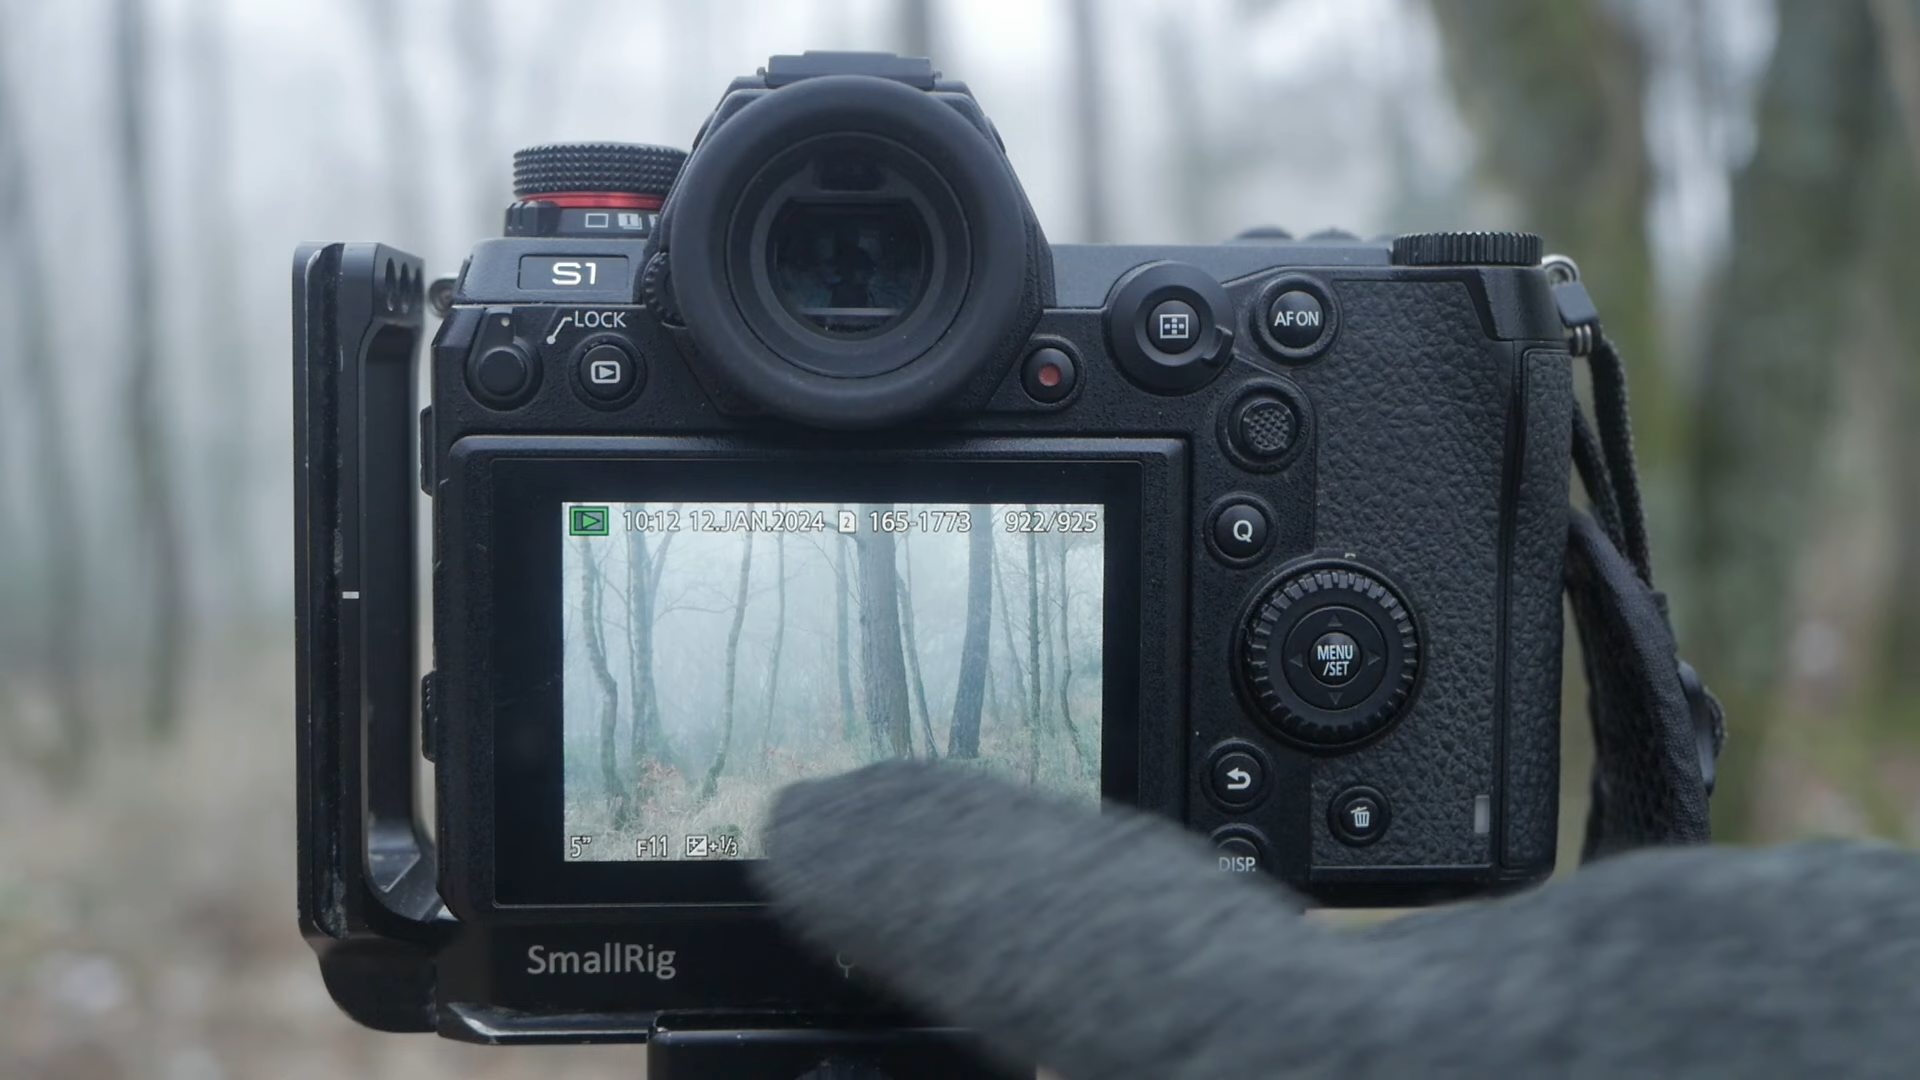 S1
LOCK
AF ON
10:12 12.JAN.2024 2 165-1773 922/925
Q
MENU
/SET
5" F11 +1/3
DISP.
SmallRig